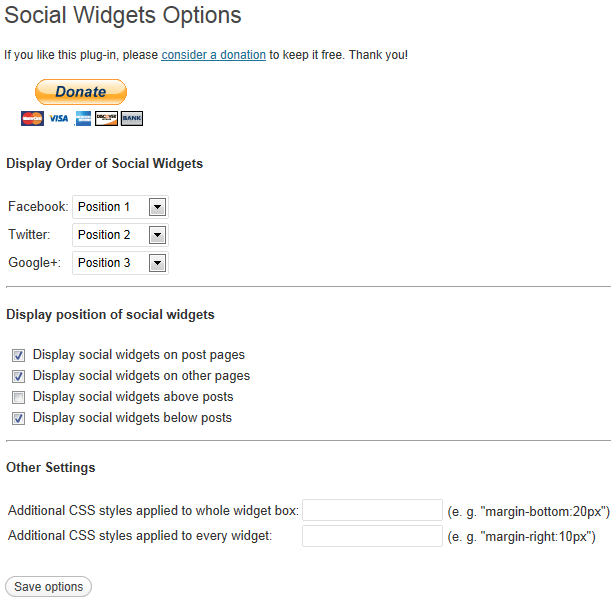 Social Widgets Options
If you like this plug-in, please consider a donation to keep it free. Thank you!
Donate
MasterCard VISA DISCOVER BANK
Display Order of Social Widgets
Facebook: Position 1
Twitter: Position 2
Google+: Position 3
Display position of social widgets
Display social widgets on post pages
Display social widgets on other pages
Display social widgets above posts
Display social widgets below posts
Other Settings
Additional CSS styles applied to whole widget box: (e. g. "margin-bottom:20px")
Additional CSS styles applied to every widget: (e. g. "margin-right:10px")
Save options